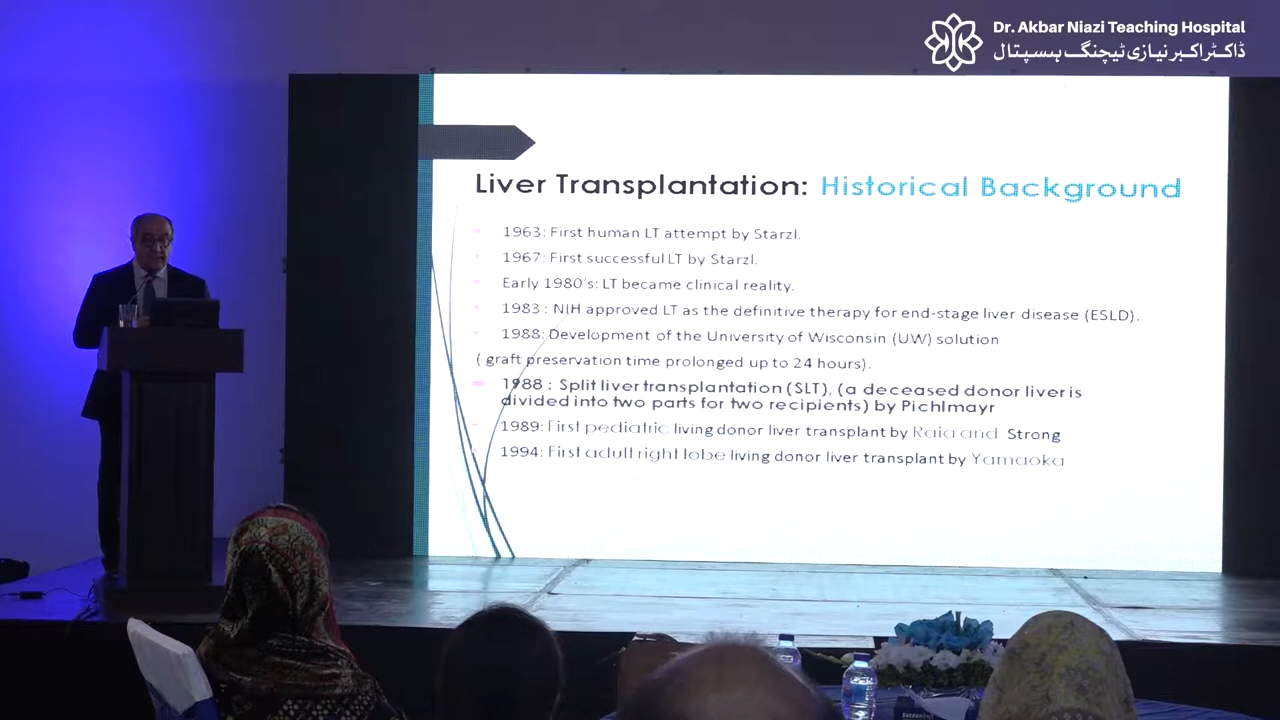 Dr. Akbar Niazi Teaching Hospital
ڈاکٹر اکبر نیازی ٹیچنگ ہسپتال
Liver Transplantation: Historical Background
1963: First human LT attempt by Starzl.
1967: First successful LT by Starzl.
Early 1980's: LT became clinical reality.
1983 : NIH approved LT as the definitive therapy for end-stage liver disease (ESLD).
1988: Development of the University of Wisconsin (UW) solution
( graft preservation time prolonged up to 24 hours).
1988 : Split liver transplantation (SLT), (a deceased donor liver is
divided into two parts for two recipients) by Pichlmayr
1989: First pediatric living donor liver transplant by Raia and Strong
1994: First adult right lobe living donor liver transplant by Yamaoka